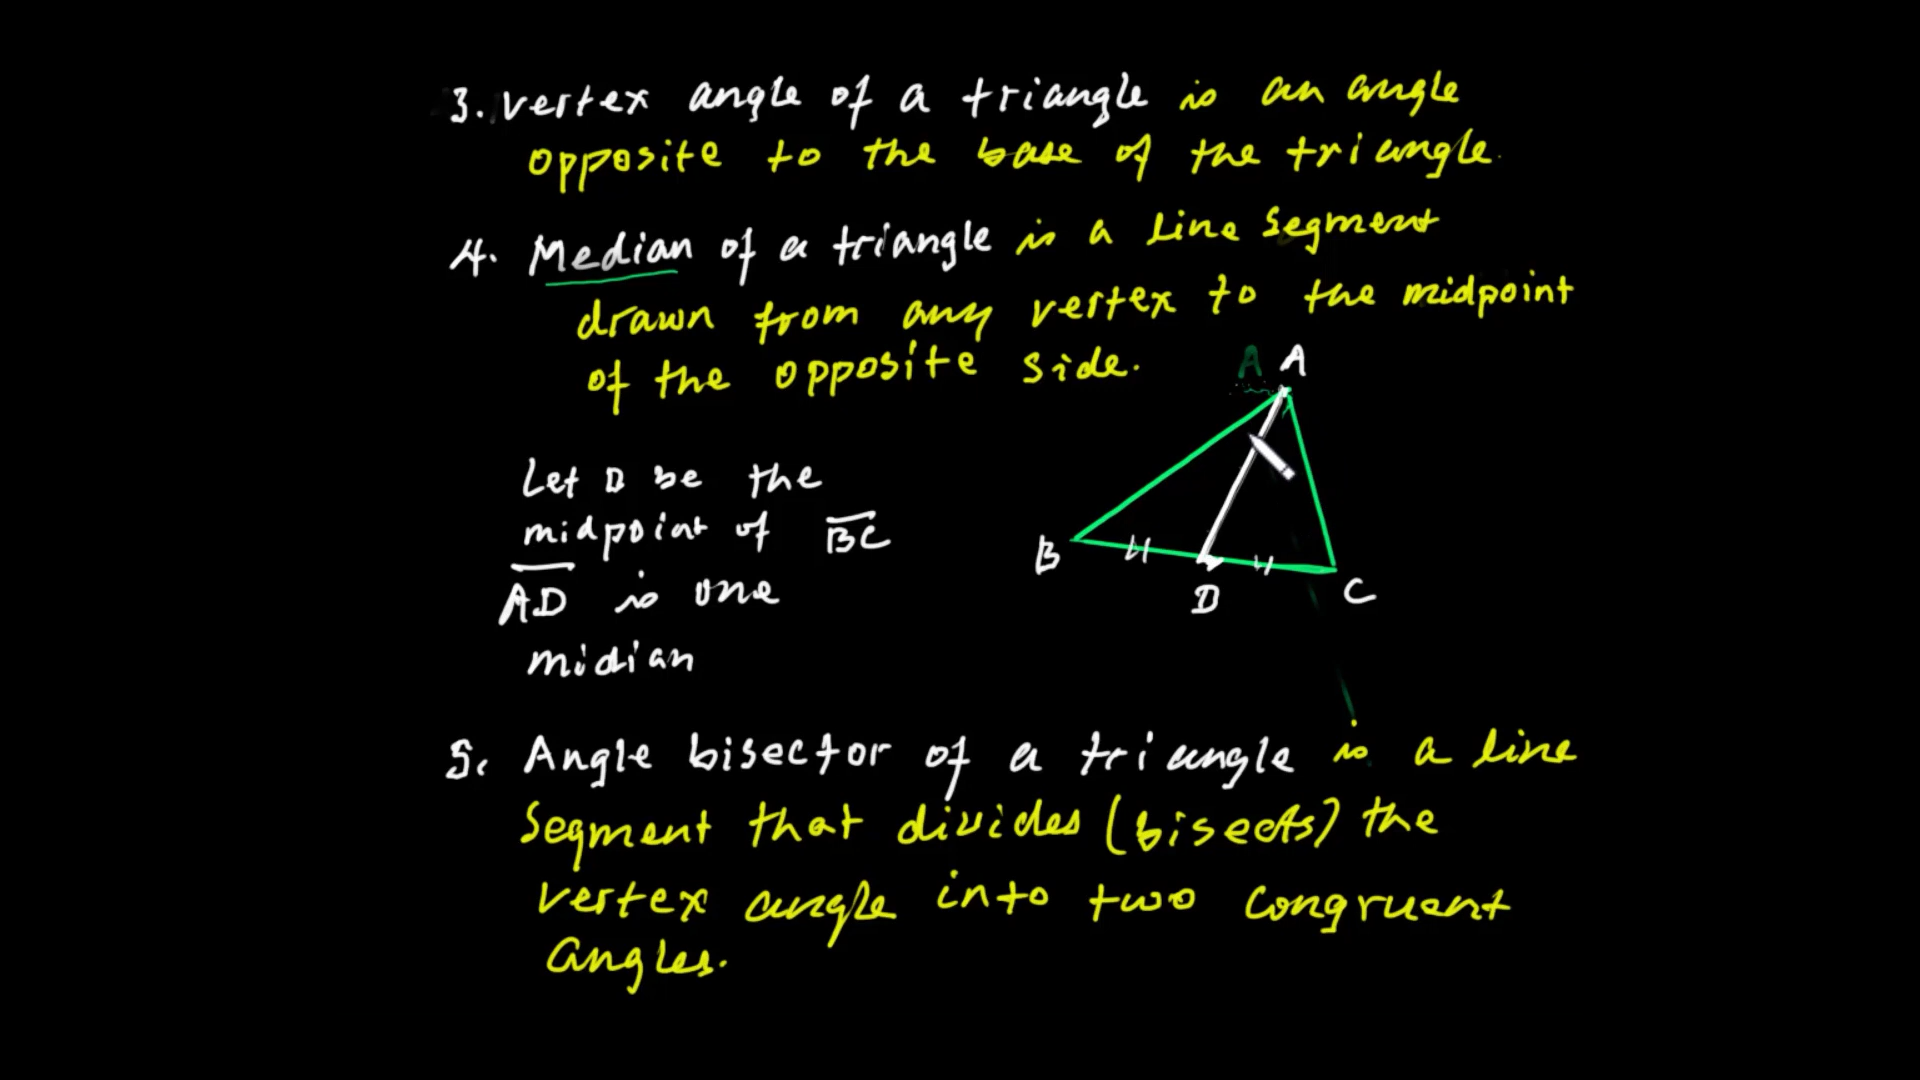 3. vertex angle of a triangle is an angle
opposite to the base of the triangle.
4. Median of a triangle is a line segment
drawn from any vertex to the midpoint
of the opposite side.
A A
Let D be the
midpoint of B̅C̅
A̅D̅ is one
midian
B
D
C
5. Angle bisector of a triangle is a line
segment that divides (bisects) the
vertex angle into two congruent
angles.